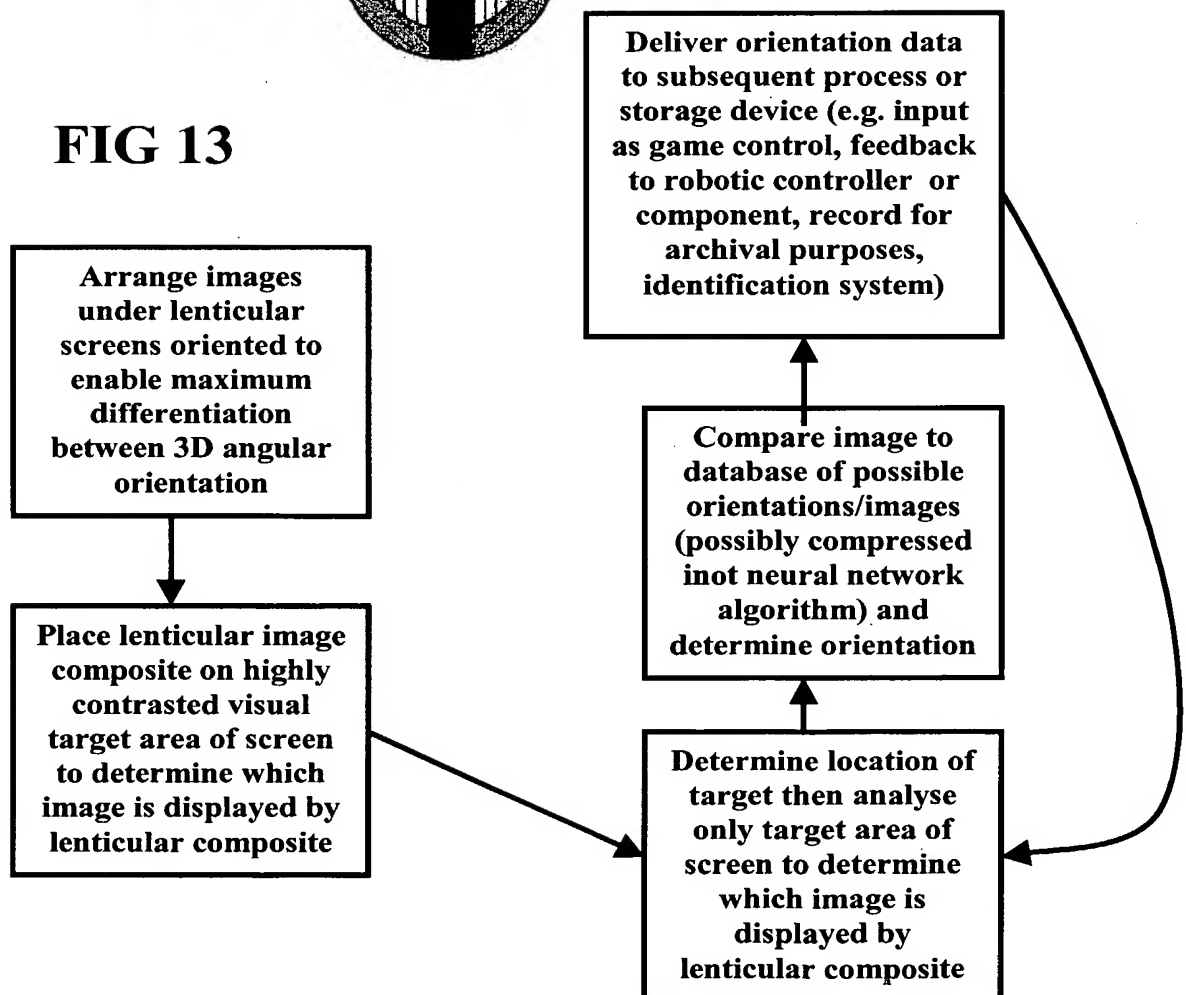 FIG 13
Arrange images
under lenticular
screens oriented to
enable maximum
differentiation
between 3D angular
orientation
Place lenticular image
composite on highly
contrasted visual
target area of screen
to determine which
image is displayed by
lenticular composite
Determine location of
target then analyse
only target area of
screen to determine
which image is
displayed by
lenticular composite
Compare image to
database of possible
orientations/images
(possibly compressed
inot neural network
algorithm) and
determine orientation
Deliver orientation data
to subsequent process or
storage device (e.g. input
as game control, feedback
to robotic controller or
component, record for
archival purposes,
identification system)